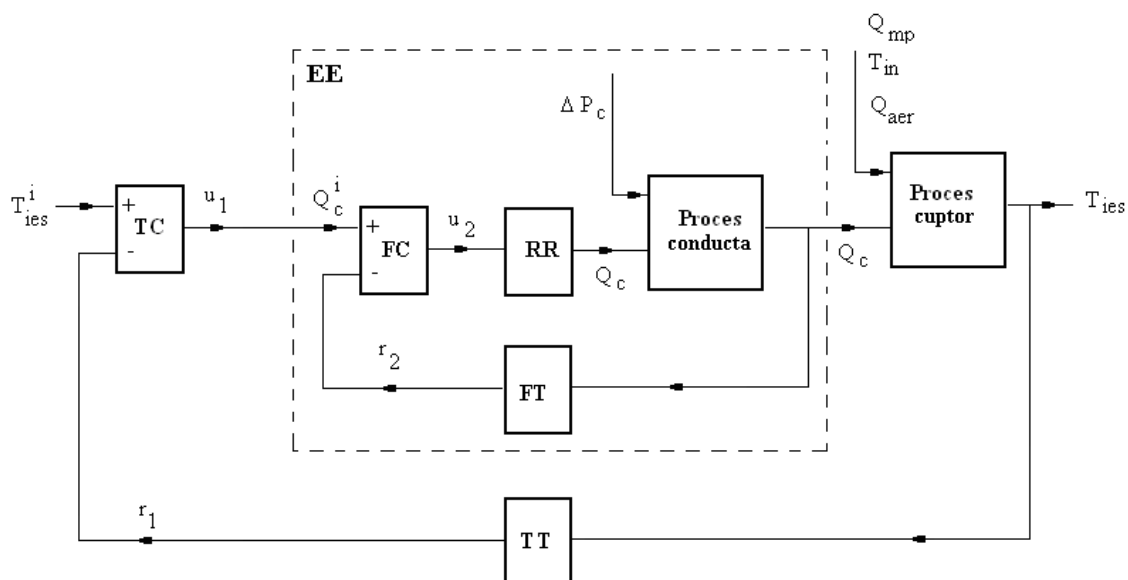 Q_mp
T_in
Q_aer
EE
Δ P_c
T^i_ies
+
TC
-
u_1
Q^i_c
+
FC
-
u_2
RR
Q_c
Proces
conducta
Q_c
Proces
cuptor
T_ies
r_2
FT
r_1
TT